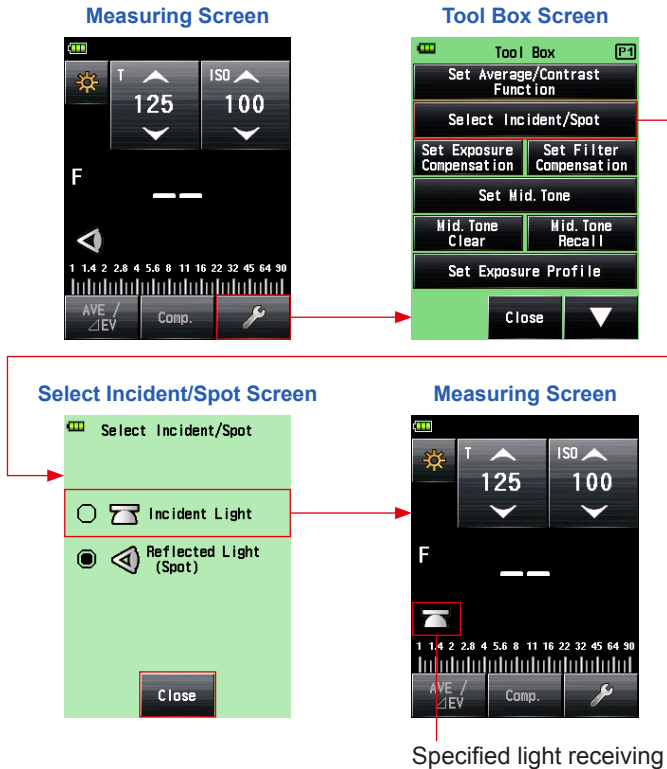 Measuring Screen
T
125
ISO
100
F
1 1.4 2 2.8 4 5.6 8 11 16 22 32 45 64 90
AVE /
⊿EV
Comp.
Tool Box Screen
Tool Box P1
Set Average/Contrast
Function
Select Incident/Spot
Set Exposure
Compensation
Set Filter
Compensation
Set Mid. Tone
Mid. Tone
Clear
Mid. Tone
Recall
Set Exposure Profile
Close
Select Incident/Spot Screen
Select Incident/Spot
Incident Light
Reflected Light
(Spot)
Close
Measuring Screen
T
125
ISO
100
F
1 1.4 2 2.8 4 5.6 8 11 16 22 32 45 64 90
AVE /
⊿EV
Comp.
Specified light receiving